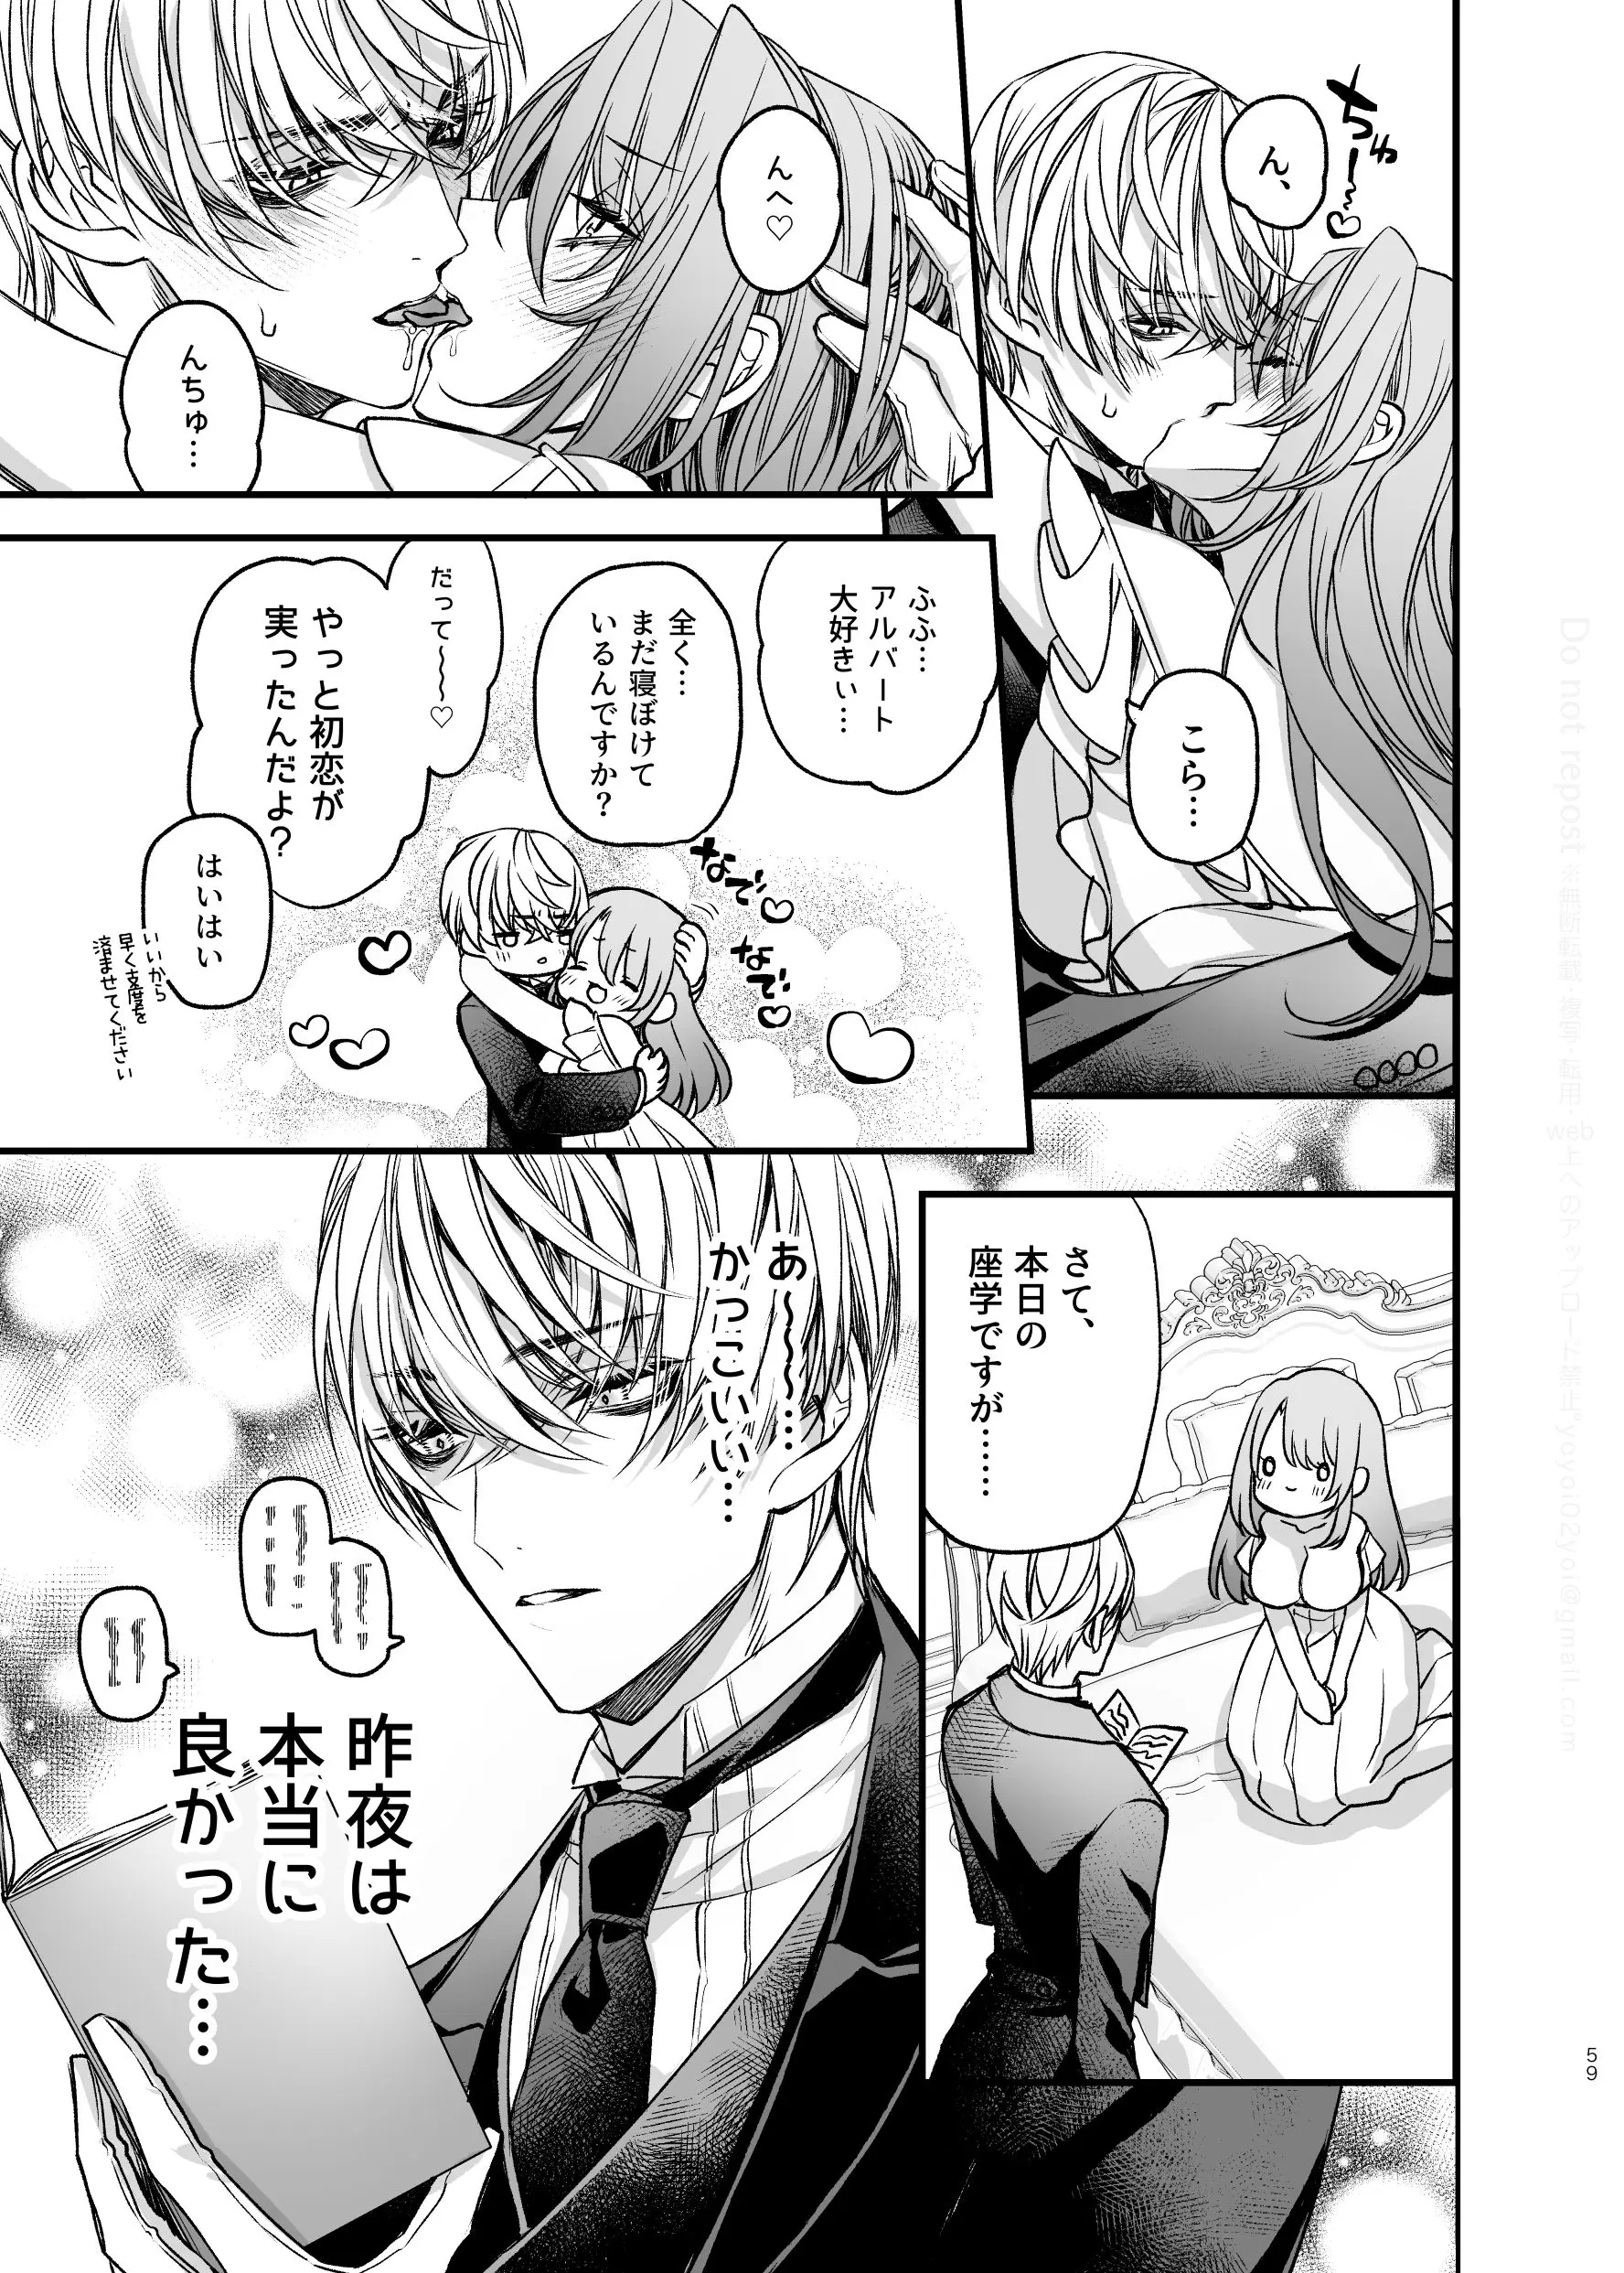 ちゅ〜♡
ん、
こら…
んへ♡
んちゅ…
ふふ…
アルバート
大好きぃ…
全く…
まだ寝ぼけて
いるんですか？
だって〜〜〜♡
やっと初恋が
実ったんだよ？
なで♡
なで♡
はいはい
いいから
早く支度を
済ませてください
さて、
本日の
座学ですが……
あ〜〜〜…
かっこいい…
昨夜は
本当に
良かった…
59